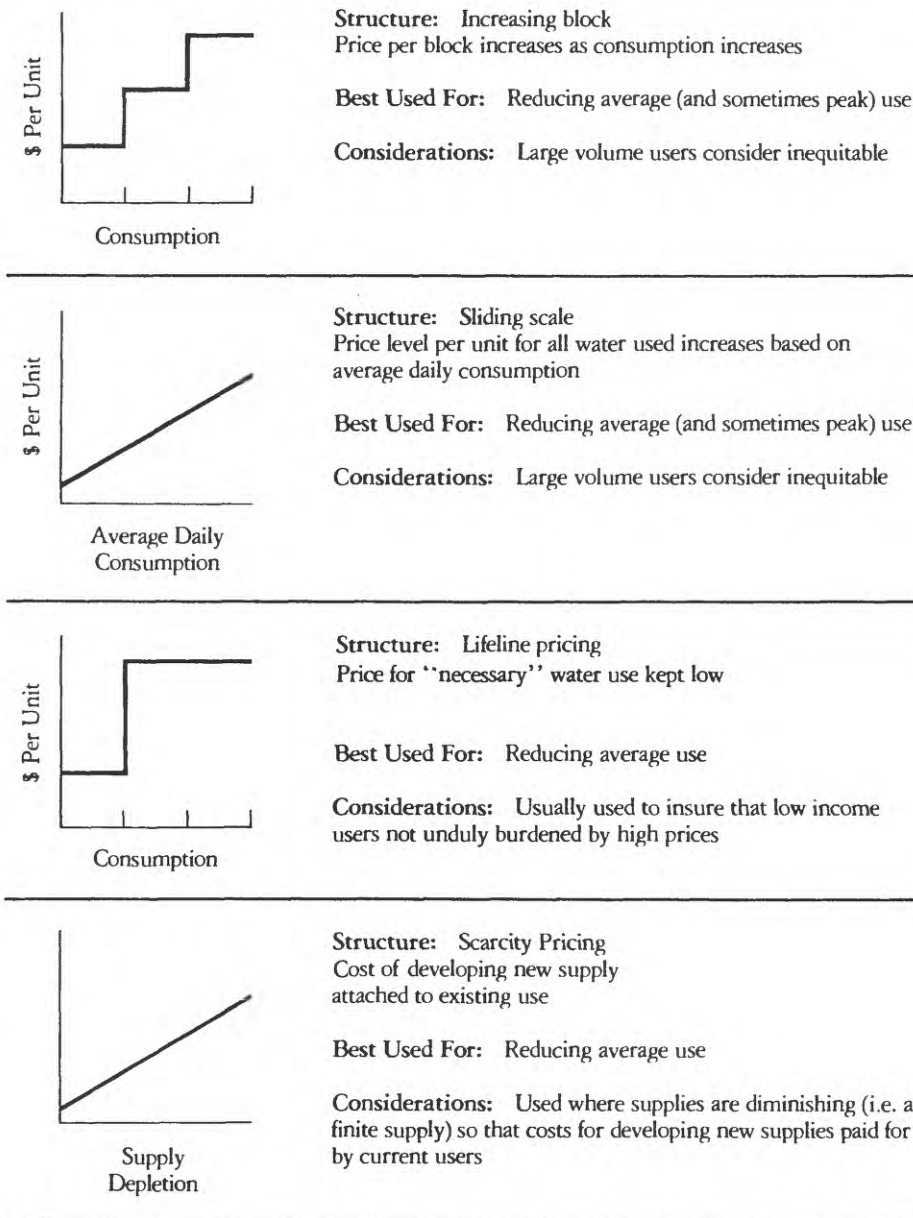 $ Per Unit
Consumption
Structure: Increasing block
Price per block increases as consumption increases
Best Used For: Reducing average (and sometimes peak) use
Considerations: Large volume users consider inequitable
$ Per Unit
Average Daily
Consumption
Structure: Sliding scale
Price level per unit for all water used increases based on
average daily consumption
Best Used For: Reducing average (and sometimes peak) use
Considerations: Large volume users consider inequitable
$ Per Unit
Consumption
Structure: Lifeline pricing
Price for ``necessary'' water use kept low
Best Used For: Reducing average use
Considerations: Usually used to insure that low income
users not unduly burdened by high prices
Supply
Depletion
Structure: Scarcity Pricing
Cost of developing new supply
attached to existing use
Best Used For: Reducing average use
Considerations: Used where supplies are diminishing (i.e. a
finite supply) so that costs for developing new supplies paid for
by current users